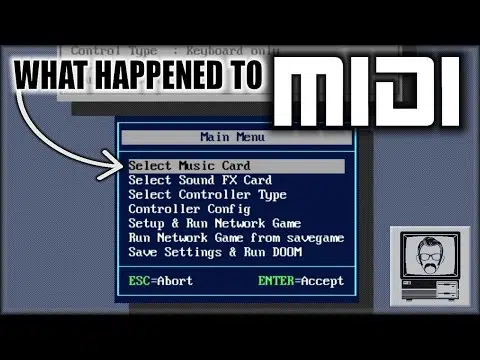 Control Type : Keyboard only
WHAT HAPPENED TO MIDI
Main Menu
Select Music Card
Select Sound FX Card
Select Controller Type
Controller Config
Setup & Run Network Game
Run Network Game from savegame
Save Settings & Run DOOM
ESC=Abort ENTER=Accept